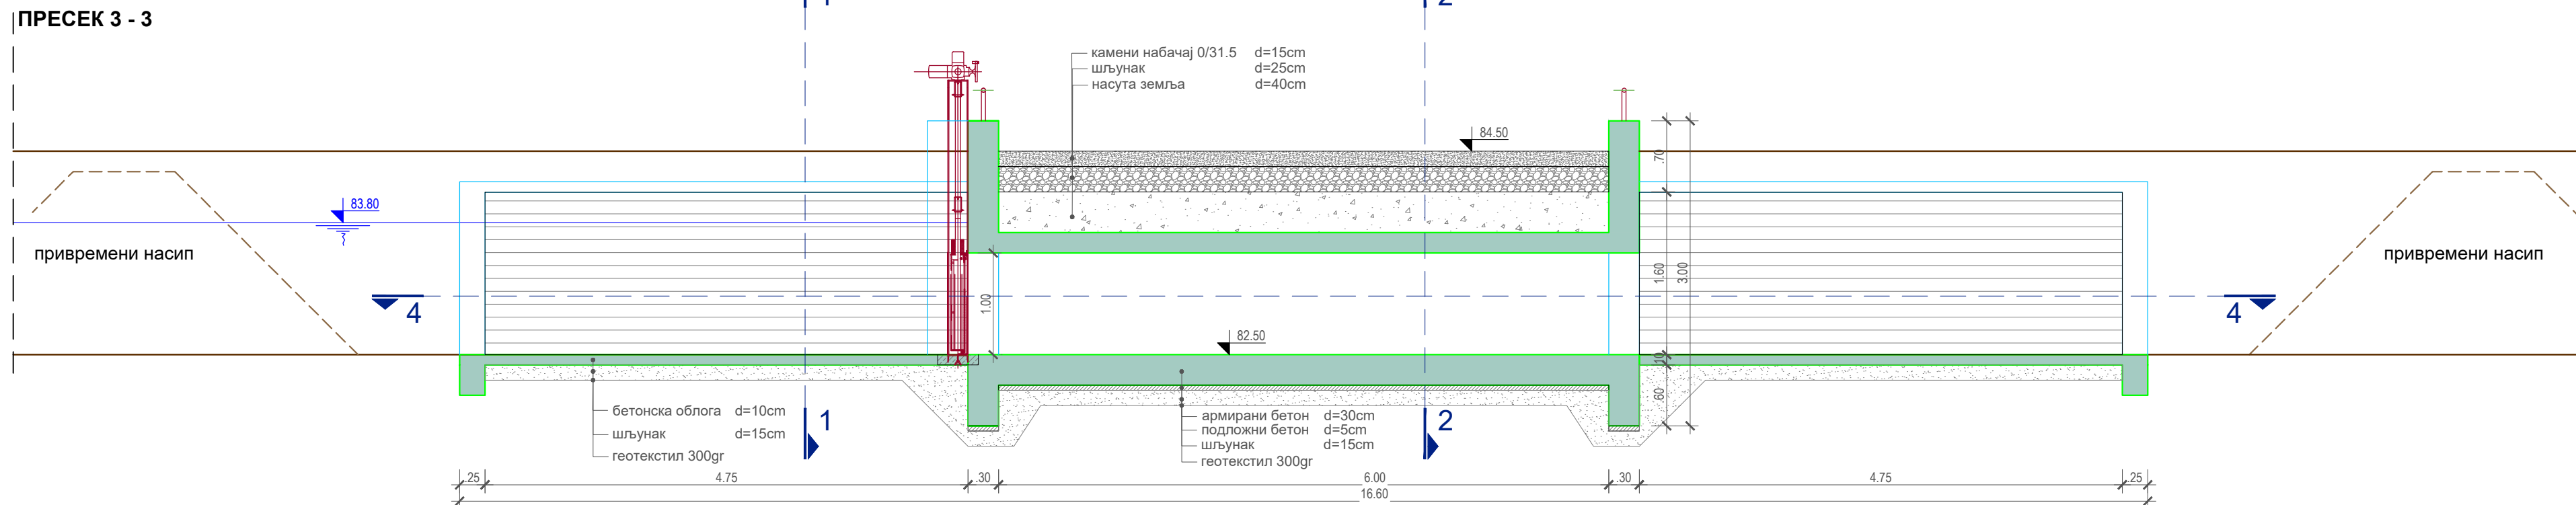 ПРЕСЕК 3 - 3
1
2
камени набачај 0/31.5 d=15cm
шљунак d=25cm
насута земља d=40cm
84.50
.70
83.80
привремени насип
привремени насип
1.60
3.00
1.00
4
4
82.50
.10
.60
бетонска облога d=10cm
шљунак d=15cm
геотекстил 300gr
1
армирани бетон d=30cm
подложни бетон d=5cm
шљунак d=15cm
геотекстил 300gr
2
.25
4.75
.30
6.00
.30
4.75
.25
16.60